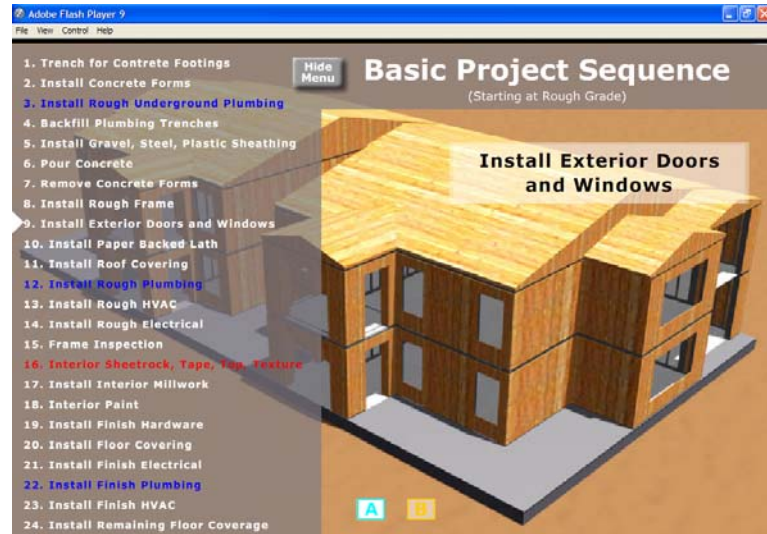 Adobe Flash Player 9
File View Control Help
1. Trench for Contrete Footings
2. Install Concrete Forms
3. Install Rough Underground Plumbing
4. Backfill Plumbing Trenches
5. Install Gravel, Steel, Plastic Sheathing
6. Pour Concrete
7. Remove Concrete Forms
8. Install Rough Frame
9. Install Exterior Doors and Windows
10. Install Paper Backed Lath
11. Install Roof Covering
12. Install Rough Plumbing
13. Install Rough HVAC
14. Install Rough Electrical
15. Frame Inspection
16. Interior Sheetrock, Tape, Top, Texture
17. Install Interior Millwork
18. Interior Paint
19. Install Finish Hardware
20. Install Floor Covering
21. Install Finish Electrical
22. Install Finish Plumbing
23. Install Finish HVAC
24. Install Remaining Floor Coverage
Hide
Menu
Basic Project Sequence
(Starting at Rough Grade)
Install Exterior Doors
and Windows
A B